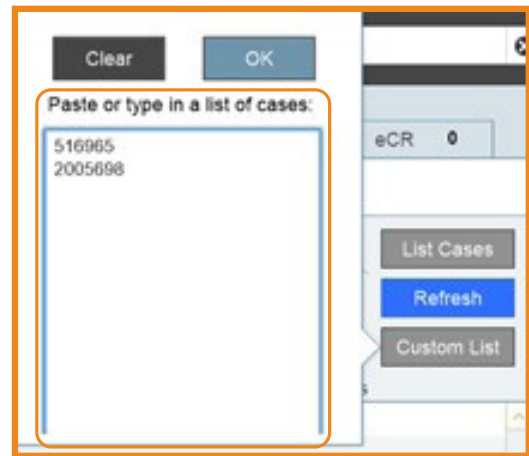 Clear
OK
Paste or type in a list of cases:
516965
2005698
eCR 0
List Cases
Refresh
Custom List